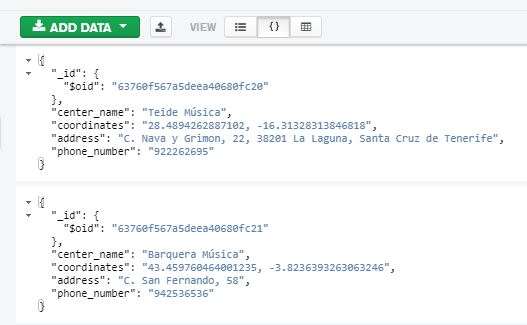 ADD DATA VIEW {}
{
"_id": {
"$oid": "63760f567a5deea40680fc20"
},
"center_name": "Teide Música",
"coordinates": "28.4894262887102, -16.31328313846818",
"address": "C. Nava y Grimon, 22, 38201 La Laguna, Santa Cruz de Tenerife",
"phone_number": "922262695"
}
{
"_id": {
"$oid": "63760f567a5deea40680fc21"
},
"center_name": "Barquera Música",
"coordinates": "43.459760464001235, -3.8236393263063246",
"address": "C. San Fernando, 58",
"phone_number": "942536536"
}